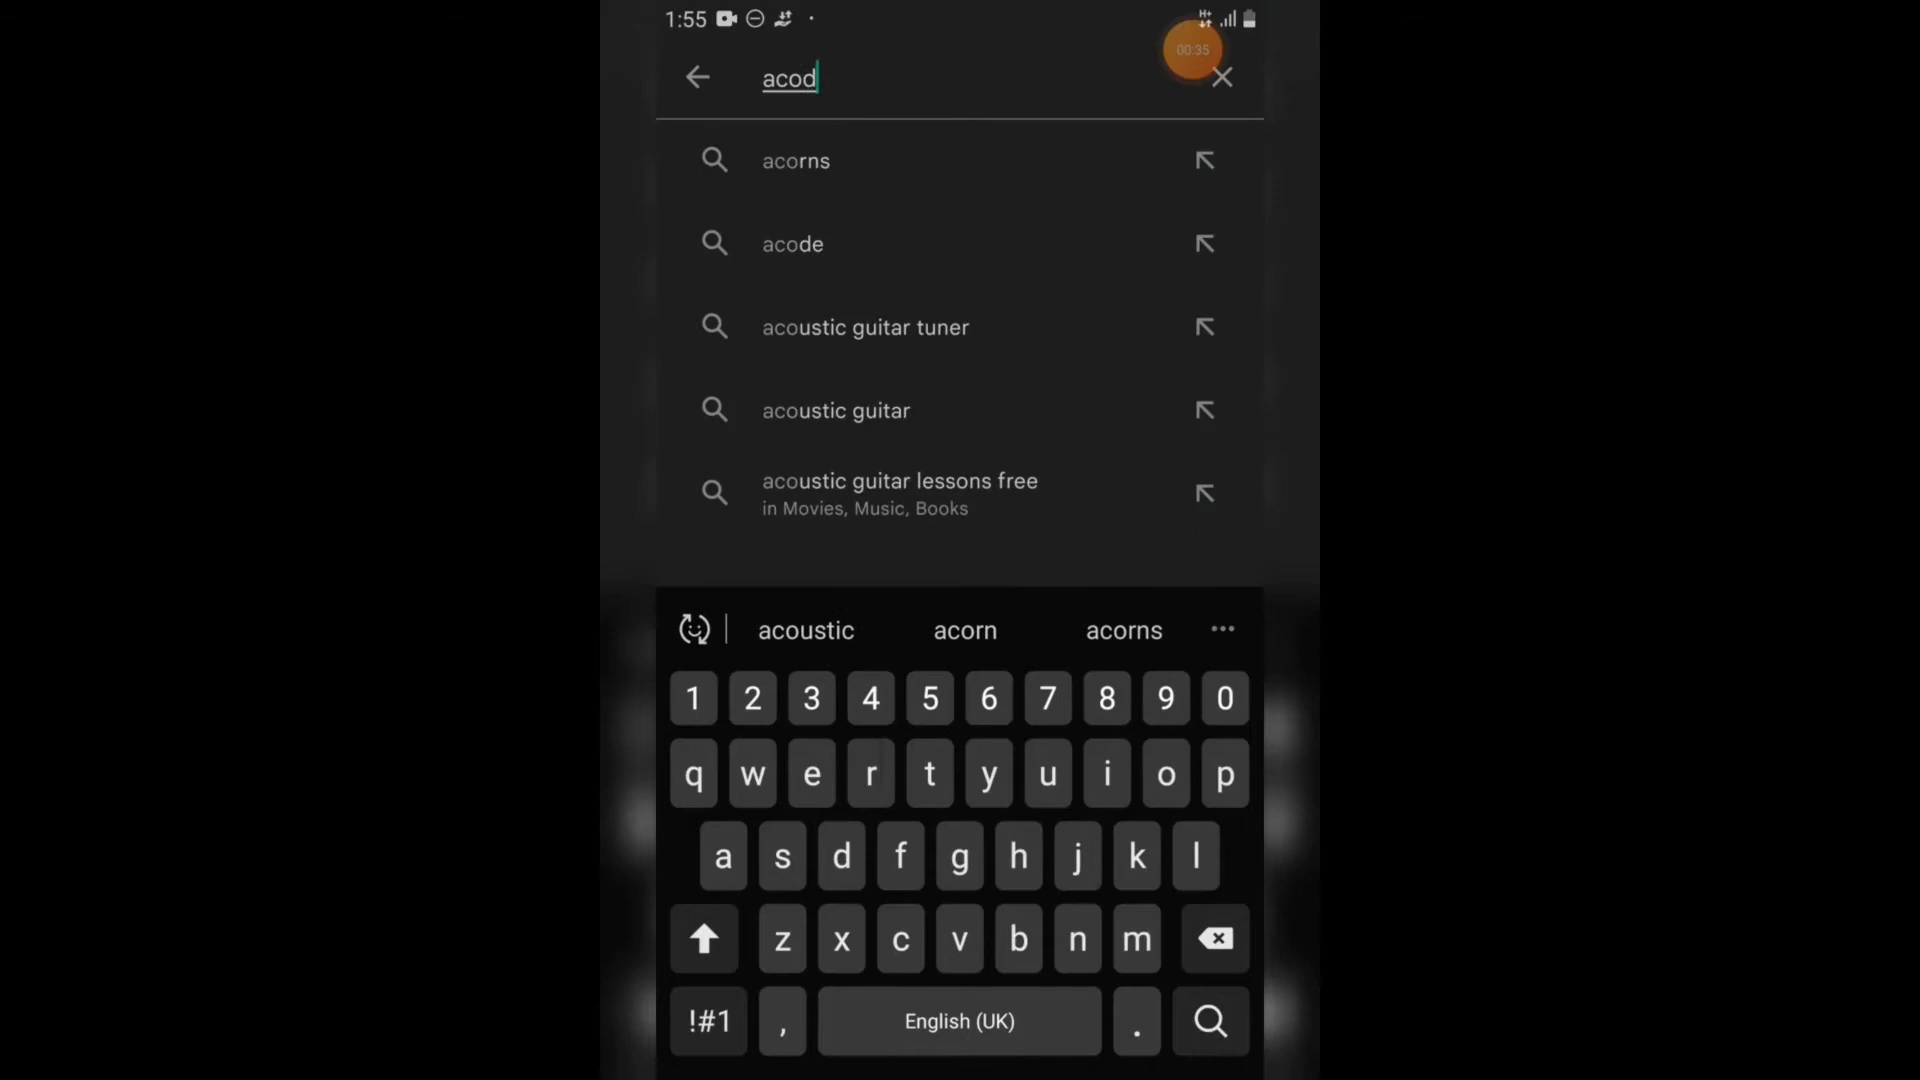 1:55
H+
00:35
acod
acorns
acode
acoustic guitar tuner
acoustic guitar
acoustic guitar lessons free
in Movies, Music, Books
acoustic acorn acorns
1 2 3 4 5 6 7 8 9 0
q w e r t y u i o p
a s d f g h j k l
z x c v b n m
!#1 , English (UK) .